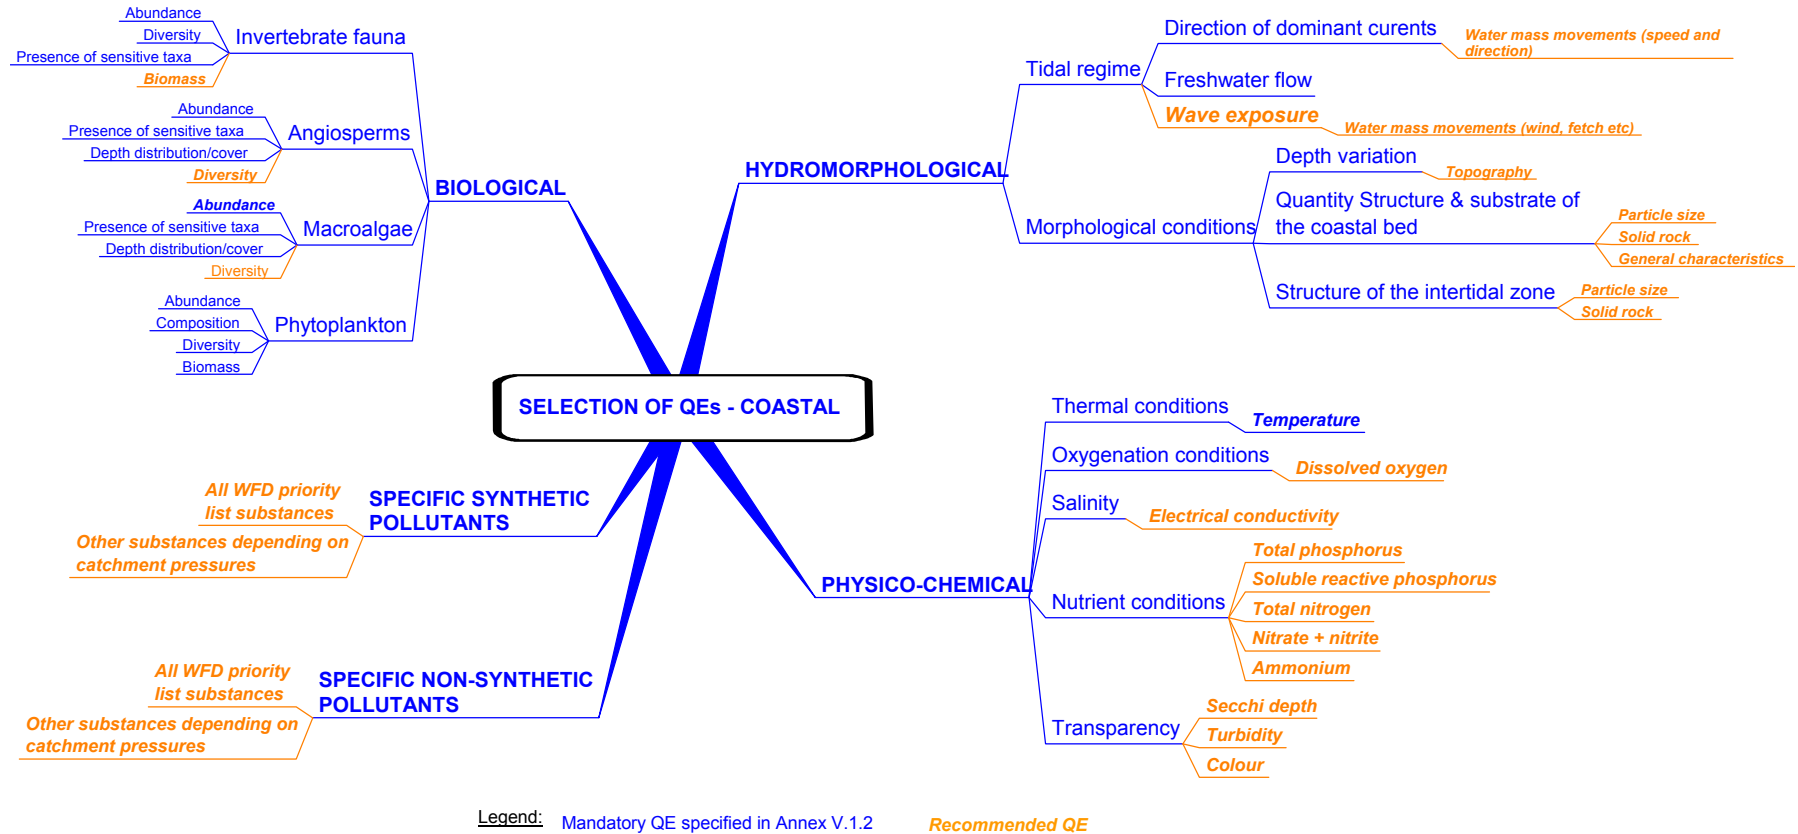 Abundance
Diversity
Presence of sensitive taxa
Biomass
Invertebrate fauna
Abundance
Presence of sensitive taxa
Depth distribution/cover
Diversity
Angiosperms
Abundance
Presence of sensitive taxa
Depth distribution/cover
Diversity
Macroalgae
Abundance
Composition
Diversity
Biomass
Phytoplankton
BIOLOGICAL
HYDROMORPHOLOGICAL
Tidal regime
Direction of dominant curents
Water mass movements (speed and
direction)
Freshwater flow
Wave exposure
Water mass movements (wind, fetch etc)
Morphological conditions
Depth variation
Topography
Quantity Structure & substrate of
the coastal bed
Particle size
Solid rock
General characteristics
Structure of the intertidal zone
Particle size
Solid rock
SELECTION OF QEs - COASTAL
All WFD priority
list substances
Other substances depending on
catchment pressures
SPECIFIC SYNTHETIC
POLLUTANTS
All WFD priority
list substances
Other substances depending on
catchment pressures
SPECIFIC NON-SYNTHETIC
POLLUTANTS
PHYSICO-CHEMICAL
Thermal conditions
Temperature
Oxygenation conditions
Dissolved oxygen
Salinity
Electrical conductivity
Nutrient conditions
Total phosphorus
Soluble reactive phosphorus
Total nitrogen
Nitrate + nitrite
Ammonium
Transparency
Secchi depth
Turbidity
Colour
Legend: Mandatory QE specified in Annex V.1.2 Recommended QE